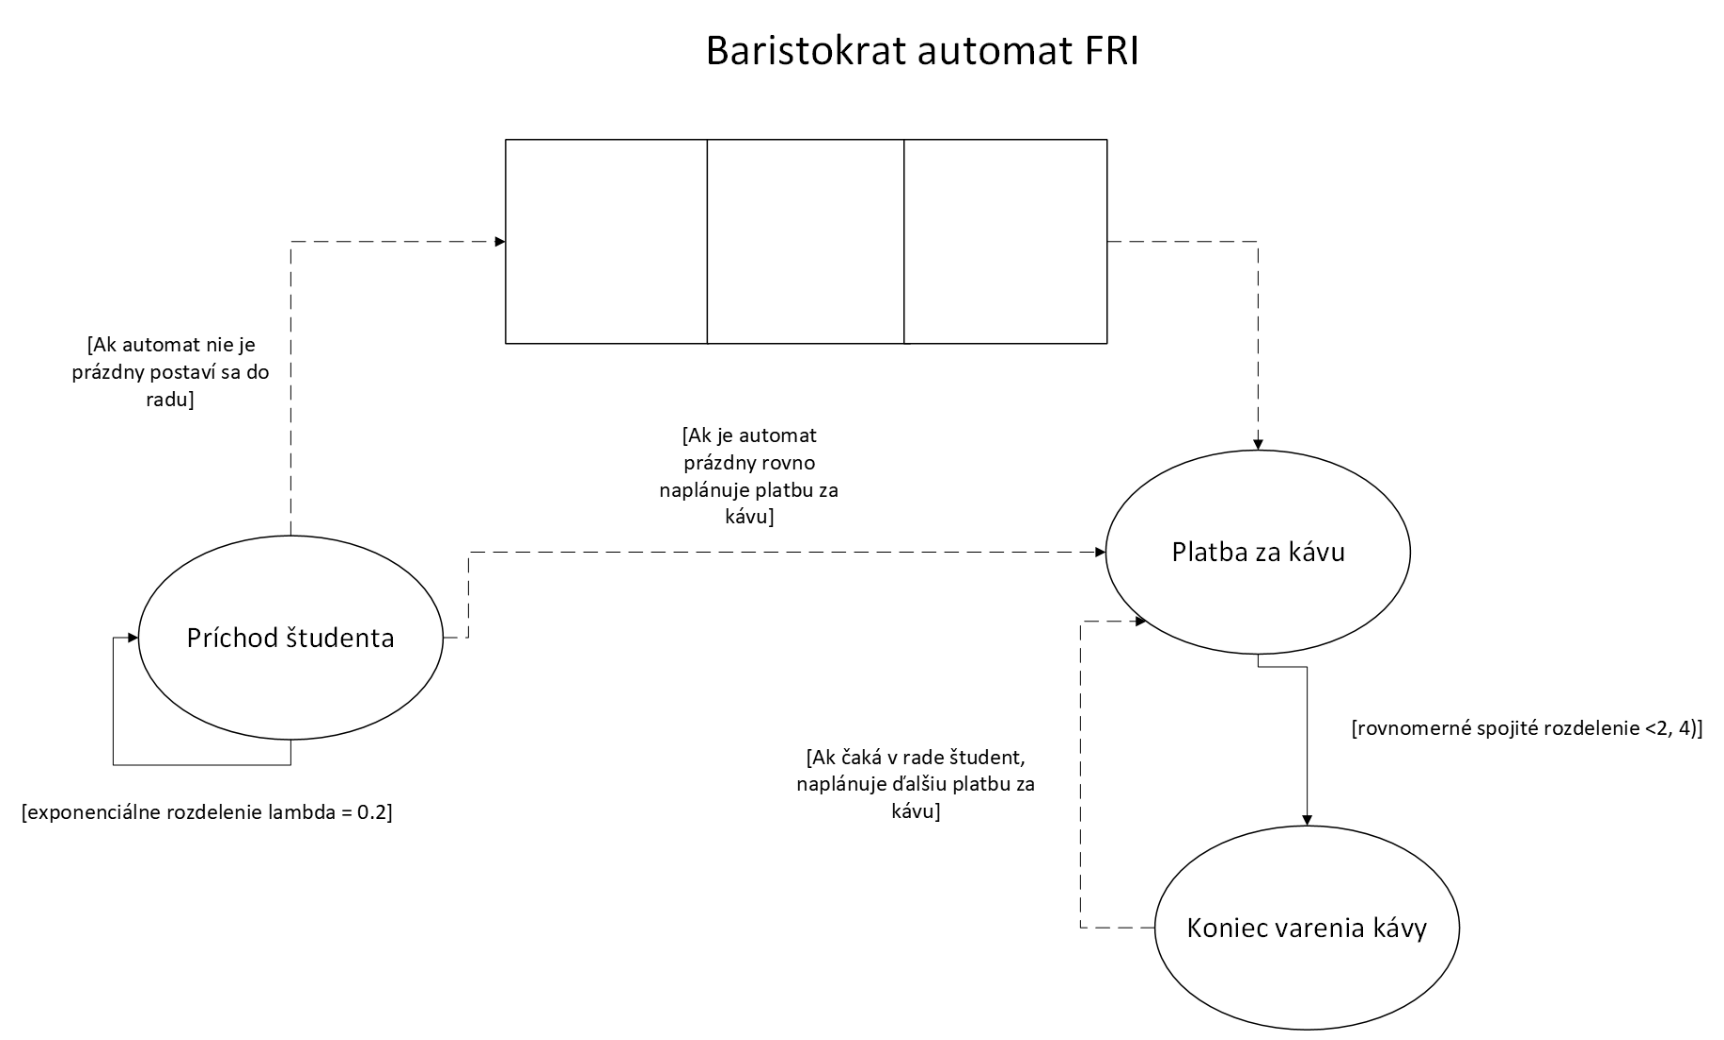 Baristokrat automat FRI
[Ak automat nie je
prázdny postaví sa do
radu]
[Ak je automat
prázdny rovno
naplánuje platbu za
kávu]
Platba za kávu
Príchod študenta
[rovnomerné spojité rozdelenie <2, 4)]
[Ak čaká v rade študent,
naplánuje ďalšiu platbu za
kávu]
[exponenciálne rozdelenie lambda = 0.2]
Koniec varenia kávy